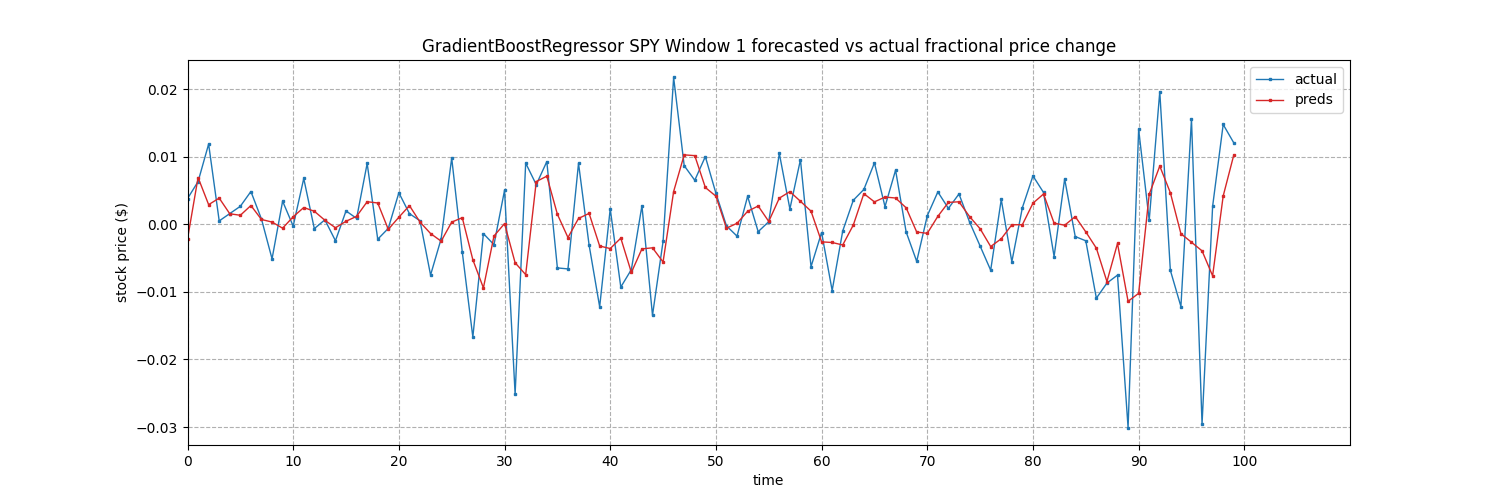 GradientBoostRegressor SPY Window 1 forecasted vs actual fractional price change
actual
preds
0.02
0.01
0.00
−0.01
−0.02
−0.03
stock price ($)
0 10 20 30 40 50 60 70 80 90 100
time